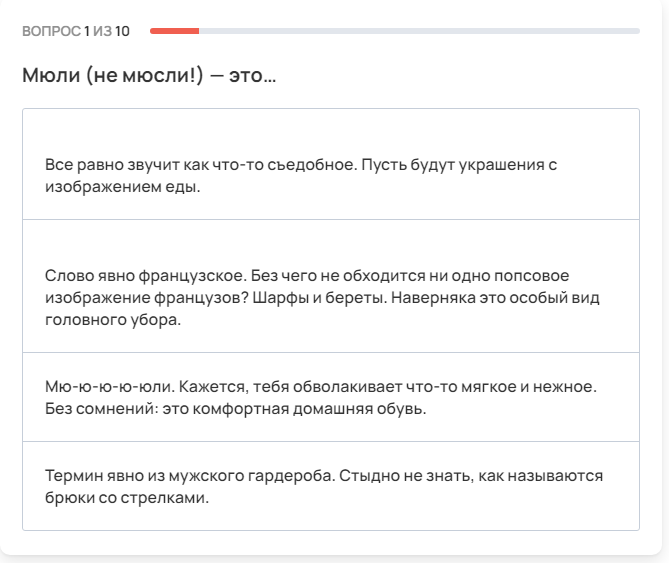 ВОПРОС 1 ИЗ 10
Мюли (не мюсли!) — это...
Все равно звучит как что-то съедобное. Пусть будут украшения с
изображением еды.
Слово явно французское. Без чего не обходится ни одно попсовое
изображение французов? Шарфы и береты. Наверняка это особый вид
головного убора.
Мю-ю-ю-ю-юли. Кажется, тебя обволакивает что-то мягкое и нежное.
Без сомнений: это комфортная домашняя обувь.
Термин явно из мужского гардероба. Стыдно не знать, как называются
брюки со стрелками.